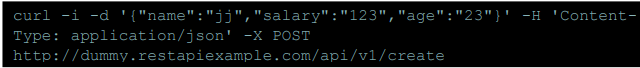 curl -i -d '{"name":"jj","salary":"123","age":"23"}' -H 'Content-
Type: application/json' -X POST
http://dummy.restapiexample.com/api/v1/create